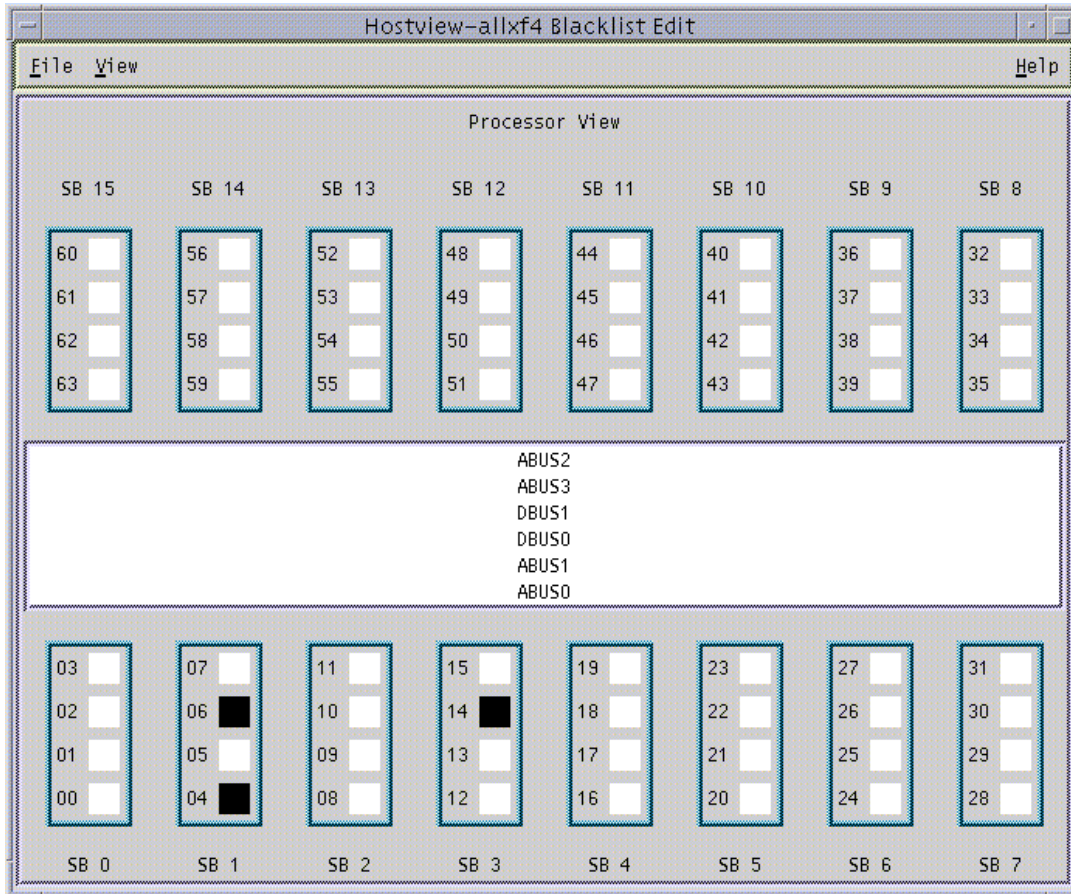 Hostview-allxf4 Blacklist Edit
File View Help
Processor View
SB 15 SB 14 SB 13 SB 12 SB 11 SB 10 SB 9 SB 8
60 56 52 48 44 40 36 32
61 57 53 49 45 41 37 33
62 58 54 50 46 42 38 34
63 59 55 51 47 43 39 35
ABUS2
ABUS3
DBUS1
DBUS0
ABUS1
ABUS0
03 07 11 15 19 23 27 31
02 06 10 14 18 22 26 30
01 05 09 13 17 21 25 29
00 04 08 12 16 20 24 28
SB 0 SB 1 SB 2 SB 3 SB 4 SB 5 SB 6 SB 7